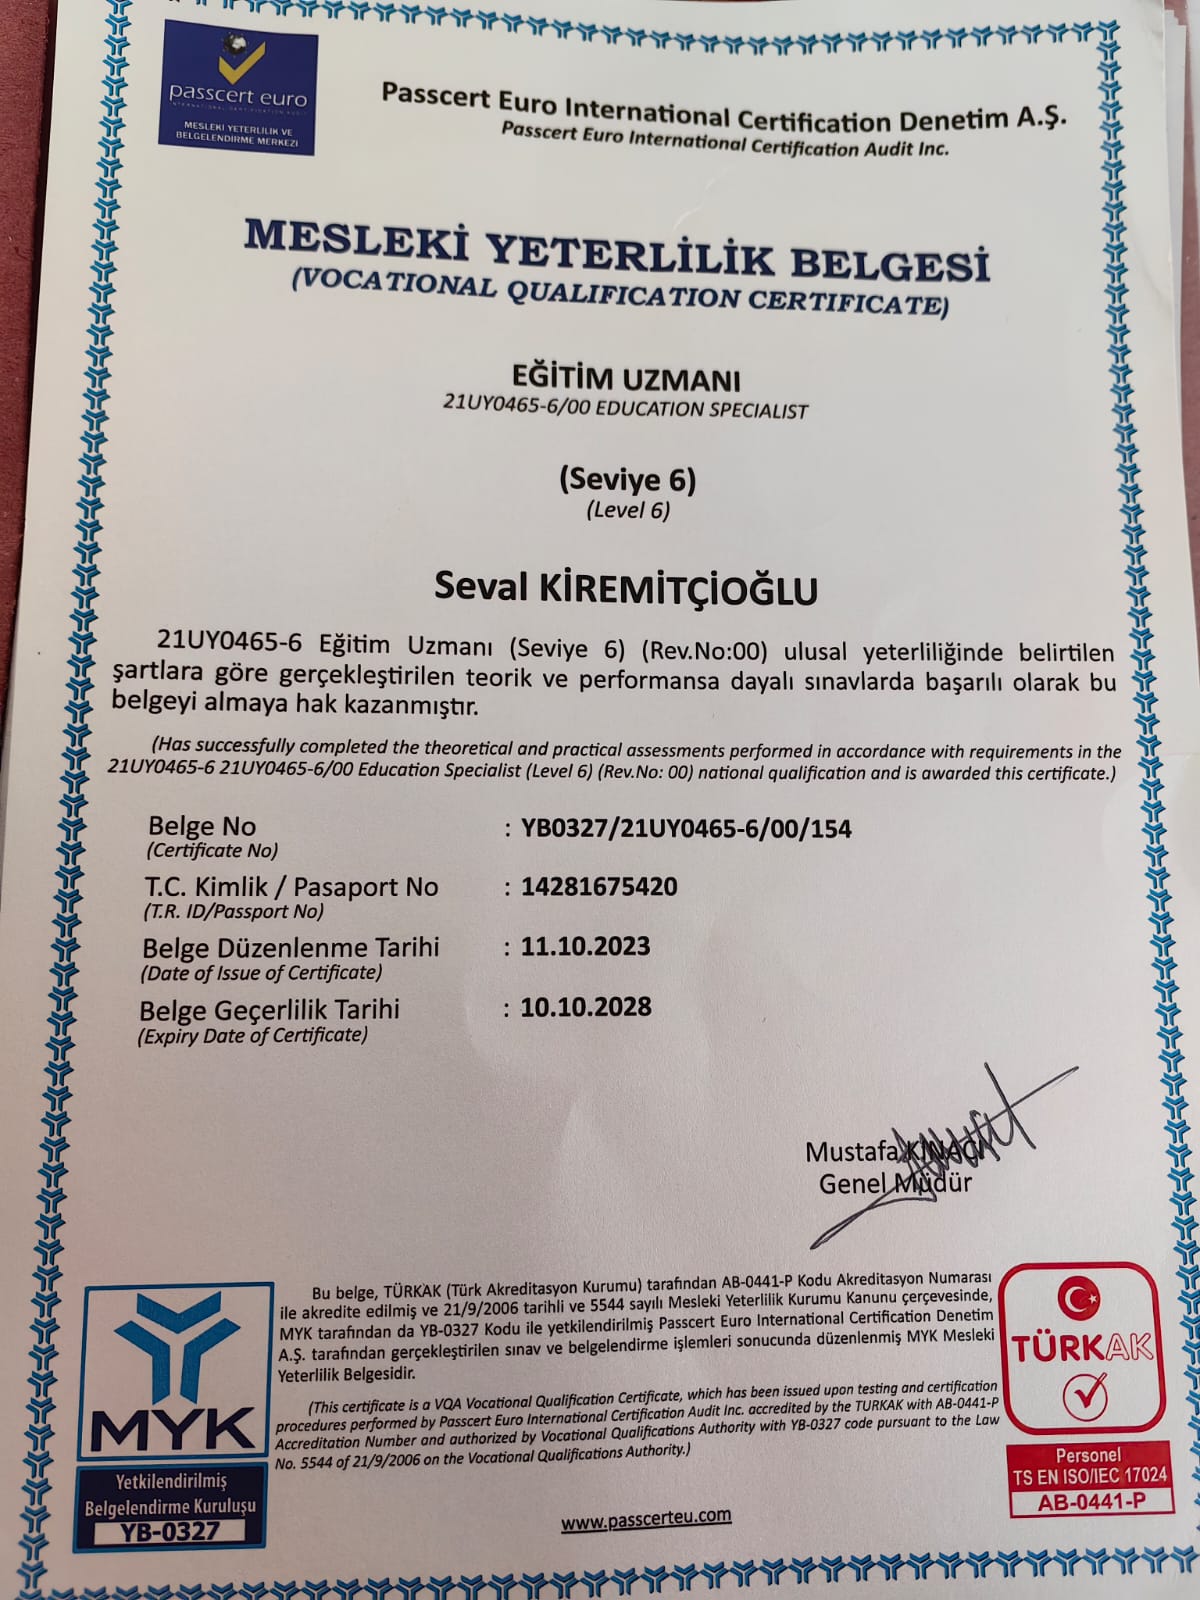 passcert euro
INTERNATIONAL CERTIFICATION AUDIT
MESLEKİ YETERLİLİK VE
BELGELENDİRME MERKEZİ
Passcert Euro International Certification Denetim A.Ş.
Passcert Euro International Certification Audit Inc.
MESLEKİ YETERLİLİK BELGESİ
(VOCATIONAL QUALIFICATION CERTIFICATE)
EĞİTİM UZMANI
21UY0465-6/00 EDUCATION SPECIALIST
(Seviye 6)
(Level 6)
Seval KİREMİTÇİOĞLU
21UY0465-6 Eğitim Uzmanı (Seviye 6) (Rev.No:00) ulusal yeterliliğinde belirtilen
şartlara göre gerçekleştirilen teorik ve performansa dayalı sınavlarda başarılı olarak bu
belgeyi almaya hak kazanmıştır.
(Has successfully completed the theoretical and practical assessments performed in accordance with requirements in the
21UY0465-6 21UY0465-6/00 Education Specialist (Level 6) (Rev.No: 00) national qualification and is awarded this certificate.)
Belge No : YB0327/21UY0465-6/00/154
(Certificate No)
T.C. Kimlik / Pasaport No : 14281675420
(T.R. ID/Passport No)
Belge Düzenlenme Tarihi : 11.10.2023
(Date of Issue of Certificate)
Belge Geçerlilik Tarihi : 10.10.2028
(Expiry Date of Certificate)
Mustafa KINACI
Genel Müdür
Bu belge, TÜRKAK (Türk Akreditasyon Kurumu) tarafından AB-0441-P Kodu Akreditasyon Numarası
ile akredite edilmiş ve 21/9/2006 tarihli ve 5544 sayılı Mesleki Yeterlilik Kurumu Kanunu çerçevesinde,
MYK tarafından da YB-0327 Kodu ile yetkilendirilmiş Passcert Euro International Certification Denetim
A.Ş. tarafından gerçekleştirilen sınav ve belgelendirme işlemleri sonucunda düzenlenmiş MYK Mesleki
Yeterlilik Belgesidir.
(This certificate is a VQA Vocational Qualification Certificate, which has been issued upon testing and certification
procedures performed by Passcert Euro International Certification Audit Inc. accredited by the TURKAK with AB-0441-P
Accreditation Number and authorized by Vocational Qualifications Authority with YB-0327 code pursuant to the Law
No. 5544 of 21/9/2006 on the Vocational Qualifications Authority.)
MYK
Yetkilendirilmiş
Belgelendirme Kuruluşu
YB-0327
TÜRKAK
Personel
TS EN ISO/IEC 17024
AB-0441-P
www.passcerteu.com